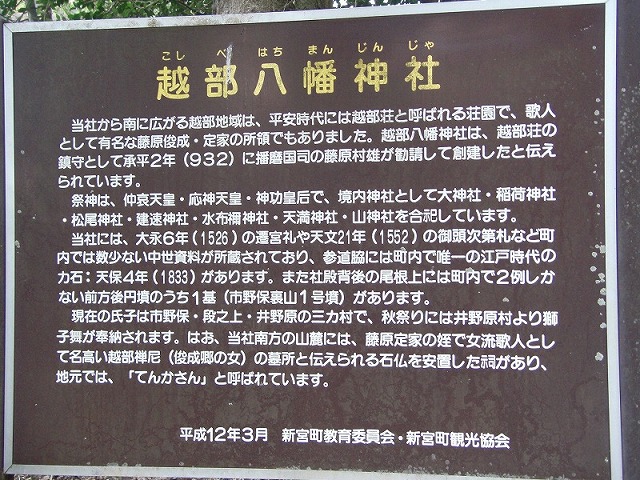 こしべはちまんじんじゃ
越部八幡神社
当社から南に広がる越部地域は、平安時代には越部荘と呼ばれる荘園で、歌人
として有名な藤原俊成・定家の所領でもありました。越部八幡神社は、越部荘の
鎮守として承平2年(932)に播磨国司の藤原村雄が勧請して創建したと伝え
られています。
祭神は、仲哀天皇・応神天皇・神功皇后で、境内神社として大神社・稲荷神社
・松尾神社・建速神社・水布禰神社・天満神社・山神社を合祀しています。
当社には、大永6年(1526)の遷宮礼や天文21年(1552)の御頭次第札など町
内では数少ない中世資料が所蔵されており、参道脇には町内で唯一の江戸時代の
力石:天保4年(1833)があります。また社殿背後の尾根上には町内で2例しか
ない前方後円墳のうち1基(市野保裏山1号墳)があります。
現在の氏子は市野保・段之上・井野原の三カ村で、秋祭りには井野原村より獅
子舞が奉納されます。はお、当社南方の山麓には、藤原定家の姪で女流歌人とし
て名高い越部禅尼(俊成卿の女)の墓所と伝えられる石仏を安置した祠があり、
地元では、「てんかさん」と呼ばれています。
平成12年3月 新宮町教育委員会・新宮町観光協会